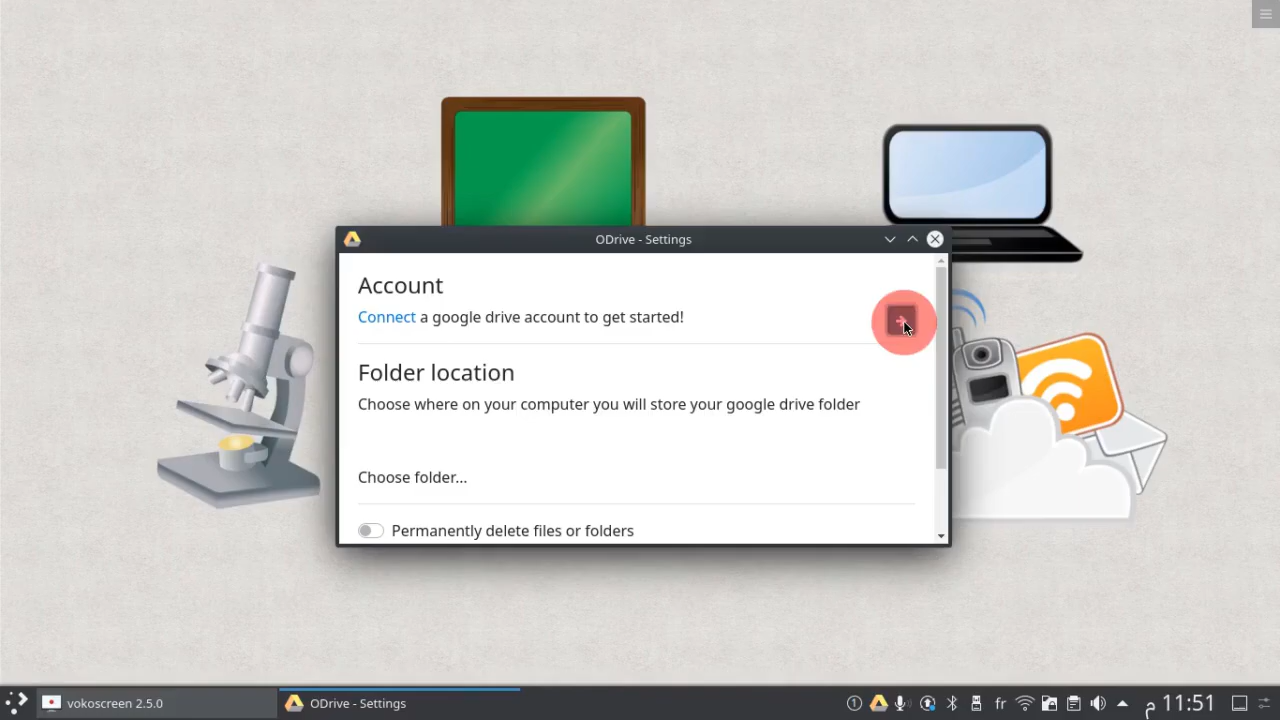 ODrive - Settings
Account
Connect a google drive account to get started!
Folder location
Choose where on your computer you will store your google drive folder
Choose folder...
Permanently delete files or folders
vokoscreen 2.5.0
ODrive - Settings
1
fr
11:51 م